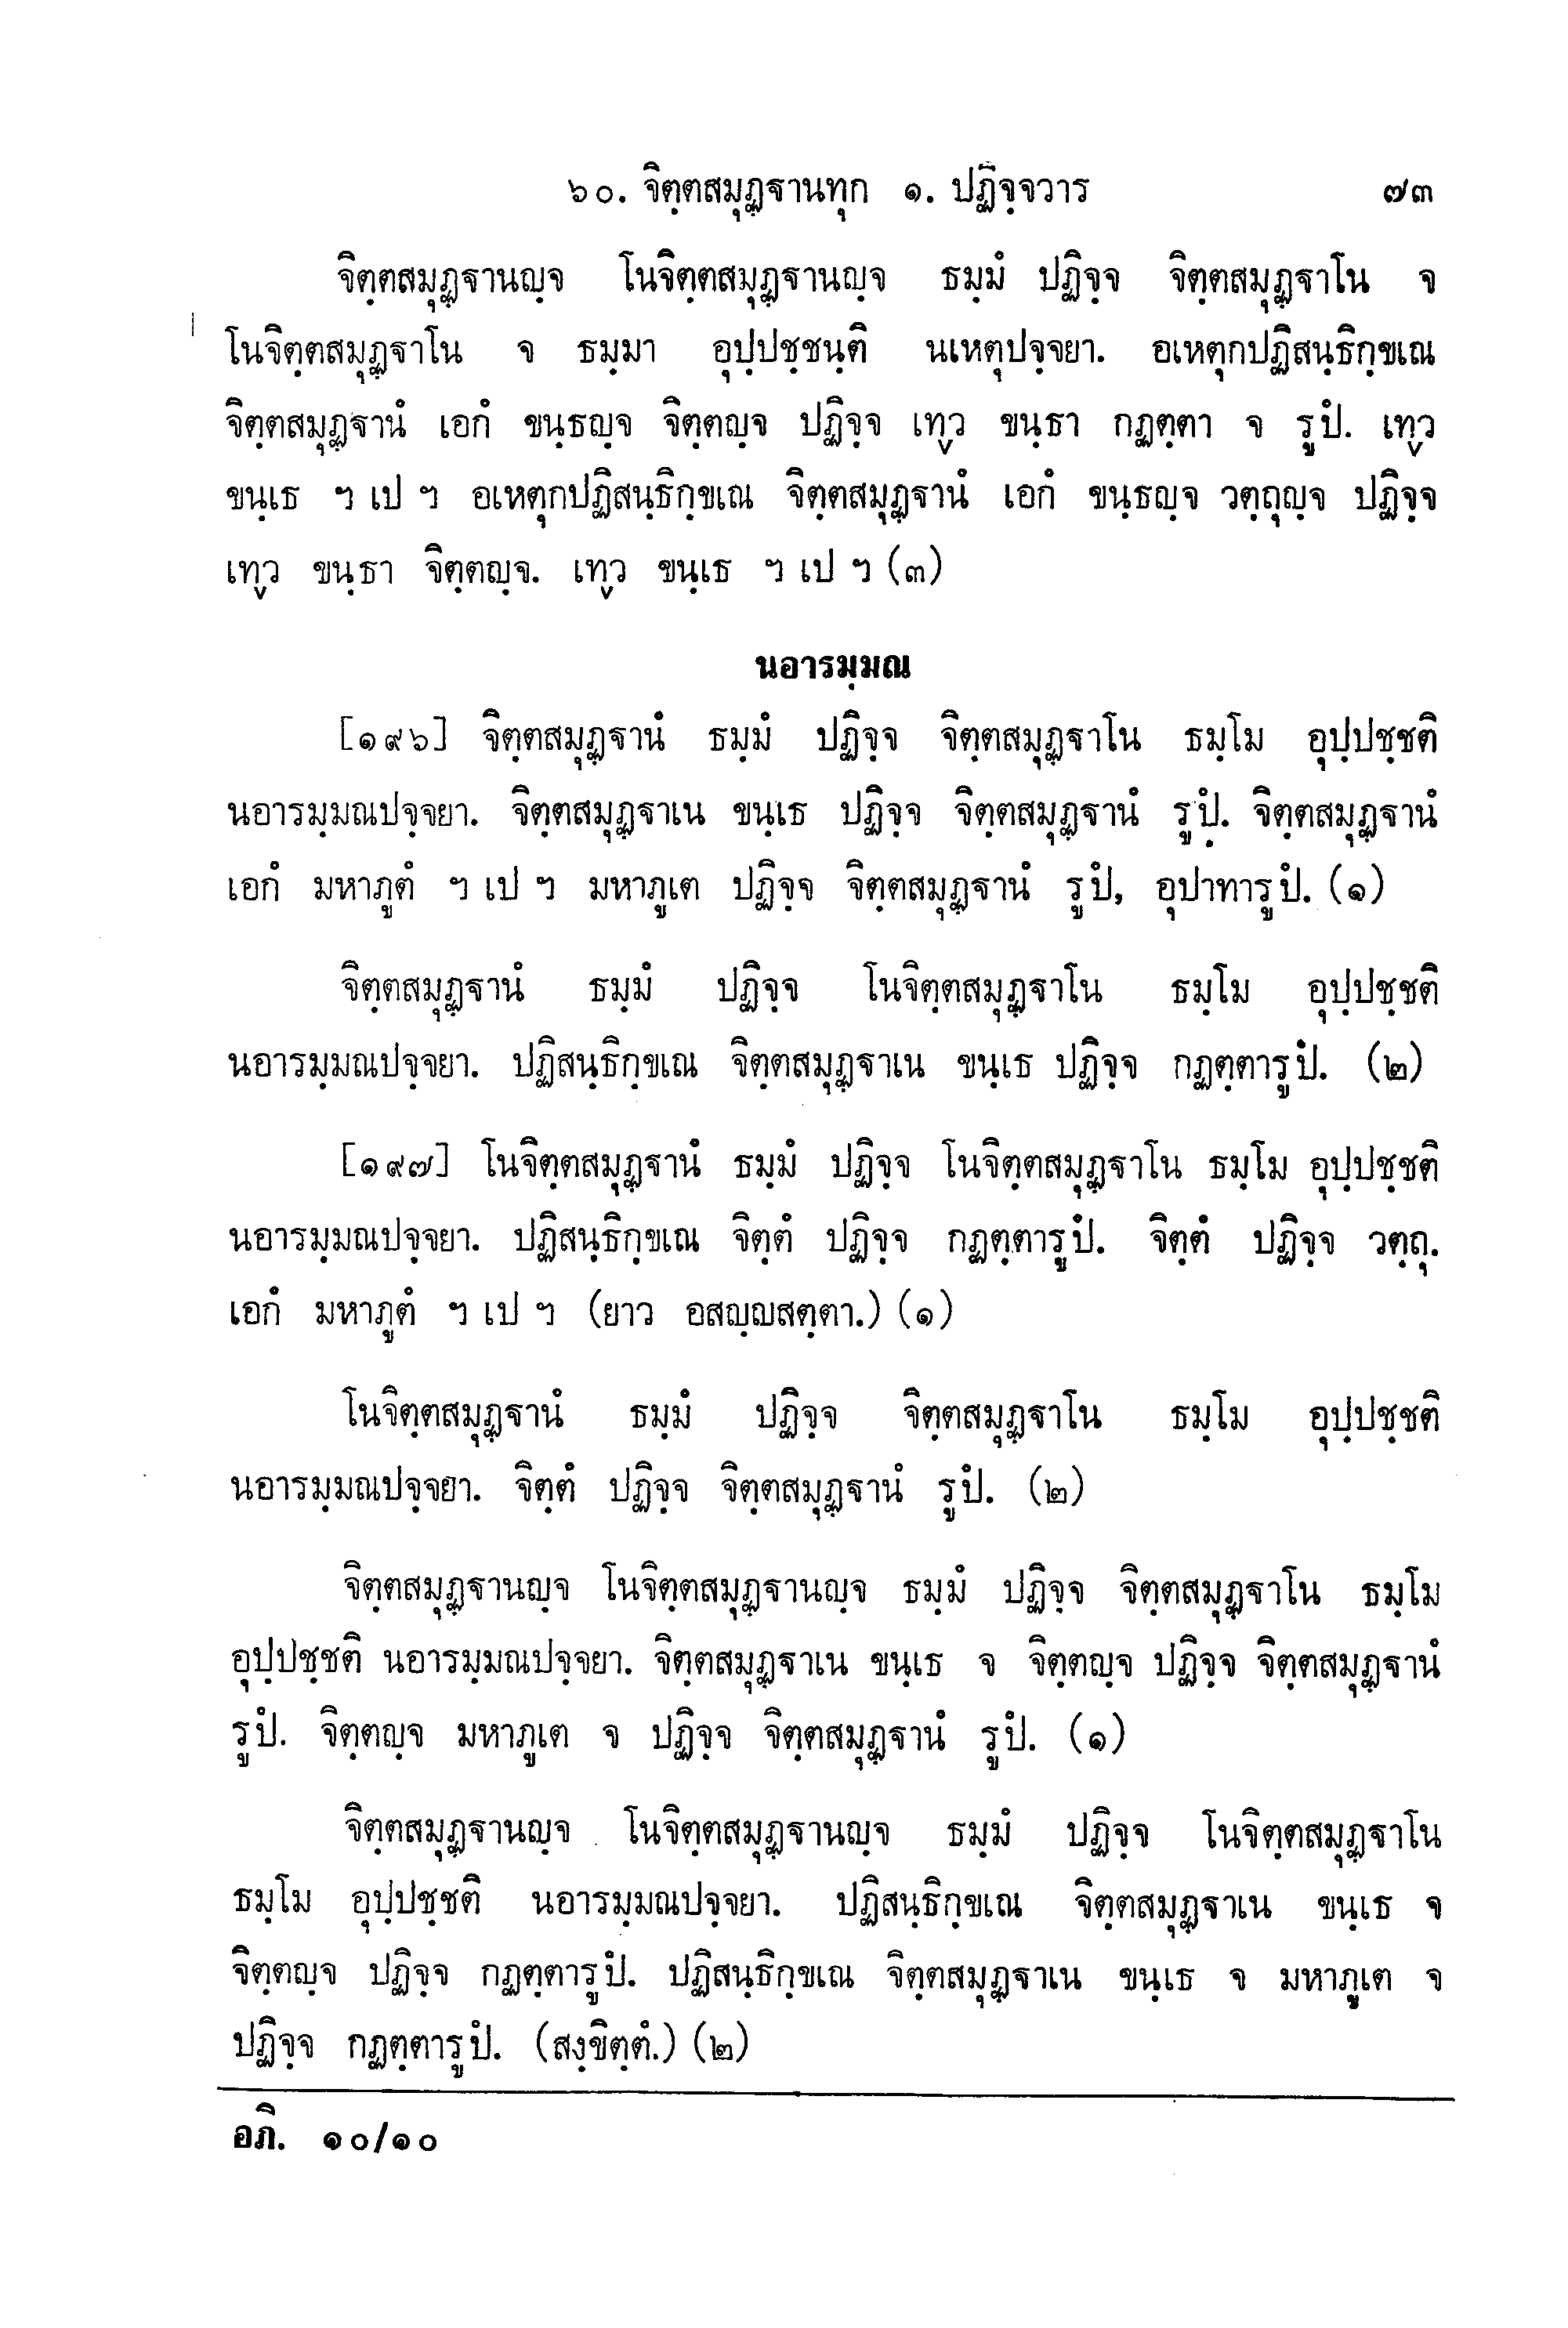 ๖๐. จิตฺตสมุฏฺฐานทุก ๑. ปฏิจฺจวาร ๗๓
จิตฺตสมุฏฺฐานญฺจ โนจิตฺตสมุฏฺฐานญฺจ ธมฺมํ ปฏิจฺจ จิตฺตสมุฏฺฐาโน จ
โนจิตฺตสมุฏฺฐาโน จ ธมฺมา อุปฺปชฺชนฺติ นเหตุปจฺจยา. อเหตุกปฏิสนฺธิกฺขเณ
จิตฺตสมุฏฺฐานํ เอกํ ขนฺธญฺจ จิตฺตญฺจ ปฏิจฺจ เทฺว ขนฺธา กฏตฺตา จ รูปํ. เทฺว
ขนฺเธ ฯ เป ฯ อเหตุกปฏิสนฺธิกฺขเณ จิตฺตสมุฏฺฐานํ เอกํ ขนฺธญฺจ วตฺถุญฺจ ปฏิจฺจ
เทฺว ขนฺธา จิตฺตญฺจ. เทฺว ขนฺเธ ฯ เป ฯ (๓)
นอารมฺมณ
[๑๙๖] จิตฺตสมุฏฺฐานํ ธมฺมํ ปฏิจฺจ จิตฺตสมุฏฺฐาโน ธมฺโม อุปฺปชฺชติ
นอารมฺมณปจฺจยา. จิตฺตสมุฏฺฐาเน ขนฺเธ ปฏิจฺจ จิตฺตสมุฏฺฐานํ รูปํ. จิตฺตสมุฏฺฐานํ
เอกํ มหาภูตํ ฯ เป ฯ มหาภูเต ปฏิจฺจ จิตฺตสมุฏฺฐานํ รูปํ, อุปาทารูปํ. (๑)
จิตฺตสมุฏฺฐานํ ธมฺมํ ปฏิจฺจ โนจิตฺตสมุฏฺฐาโน ธมฺโม อุปฺปชฺชติ
นอารมฺมณปจฺจยา. ปฏิสนฺธิกฺขเณ จิตฺตสมุฏฺฐาเน ขนฺเธ ปฏิจฺจ กฏตฺตารูปํ. (๒)
[๑๙๗] โนจิตฺตสมุฏฺฐานํ ธมฺมํ ปฏิจฺจ โนจิตฺตสมุฏฺฐาโน ธมฺโม อุปฺปชฺชติ
นอารมฺมณปจฺจยา. ปฏิสนฺธิกฺขเณ จิตฺตํ ปฏิจฺจ กฏตฺตารูปํ. จิตฺตํ ปฏิจฺจ วตฺถุ.
เอกํ มหาภูตํ ฯ เป ฯ (ยาว อสญฺญสตฺตา.) (๑)
โนจิตฺตสมุฏฺฐานํ ธมฺมํ ปฏิจฺจ จิตฺตสมุฏฺฐาโน ธมฺโม อุปฺปชฺชติ
นอารมฺมณปจฺจยา. จิตฺตํ ปฏิจฺจ จิตฺตสมุฏฺฐานํ รูปํ. (๒)
จิตฺตสมุฏฺฐานญฺจ โนจิตฺตสมุฏฺฐานญฺจ ธมฺมํ ปฏิจฺจ จิตฺตสมุฏฺฐาโน ธมฺโม
อุปฺปชฺชติ นอารมฺมณปจฺจยา. จิตฺตสมุฏฺฐาเน ขนฺเธ จ จิตฺตญฺจ ปฏิจฺจ จิตฺตสมุฏฺฐานํ
รูปํ. จิตฺตญฺจ มหาภูเต จ ปฏิจฺจ จิตฺตสมุฏฺฐานํ รูปํ. (๑)
จิตฺตสมุฏฺฐานญฺจ โนจิตฺตสมุฏฺฐานญฺจ ธมฺมํ ปฏิจฺจ โนจิตฺตสมุฏฺฐาโน
ธมฺโม อุปฺปชฺชติ นอารมฺมณปจฺจยา. ปฏิสนฺธิกฺขเณ จิตฺตสมุฏฺฐาเน ขนฺเธ จ
จิตฺตญฺจ ปฏิจฺจ กฏตฺตารูปํ. ปฏิสนฺธิกฺขเณ จิตฺตสมุฏฺฐาเน ขนฺเธ จ มหาภูเต จ
ปฏิจฺจ กฏตฺตารูปํ. (สงฺขิตฺตํ.) (๒)
อภิ. ๑๐/๑๐